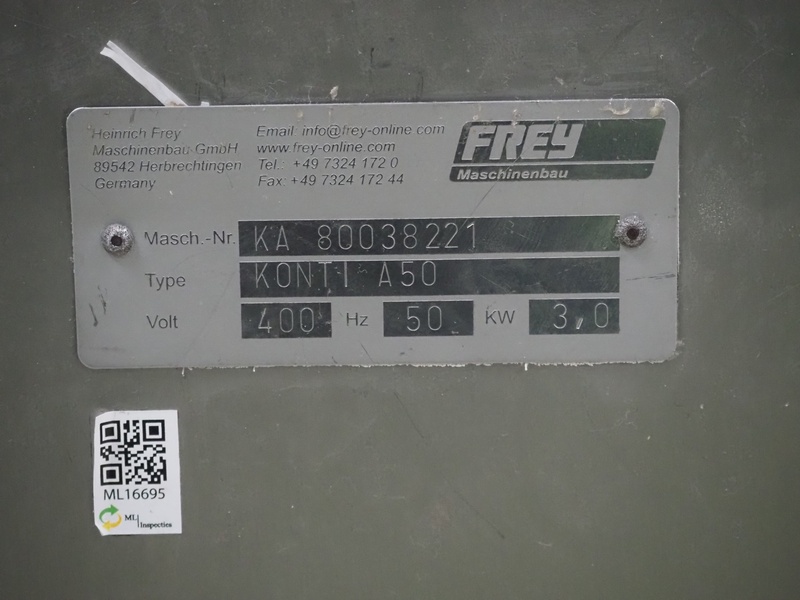 Heinrich Frey
Maschinenbau GmbH
89542 Herbrechtingen
Germany
Email: info@frey-online.com
www.frey-online.com
Tel.: +49 7324 172 0
Fax: +49 7324 172 44
FREY
Maschinenbau
Masch.-Nr. KA 80038221
Type KONTI A50
Volt 400 Hz 50 KW 3,0
ML16695
ML Inspecties